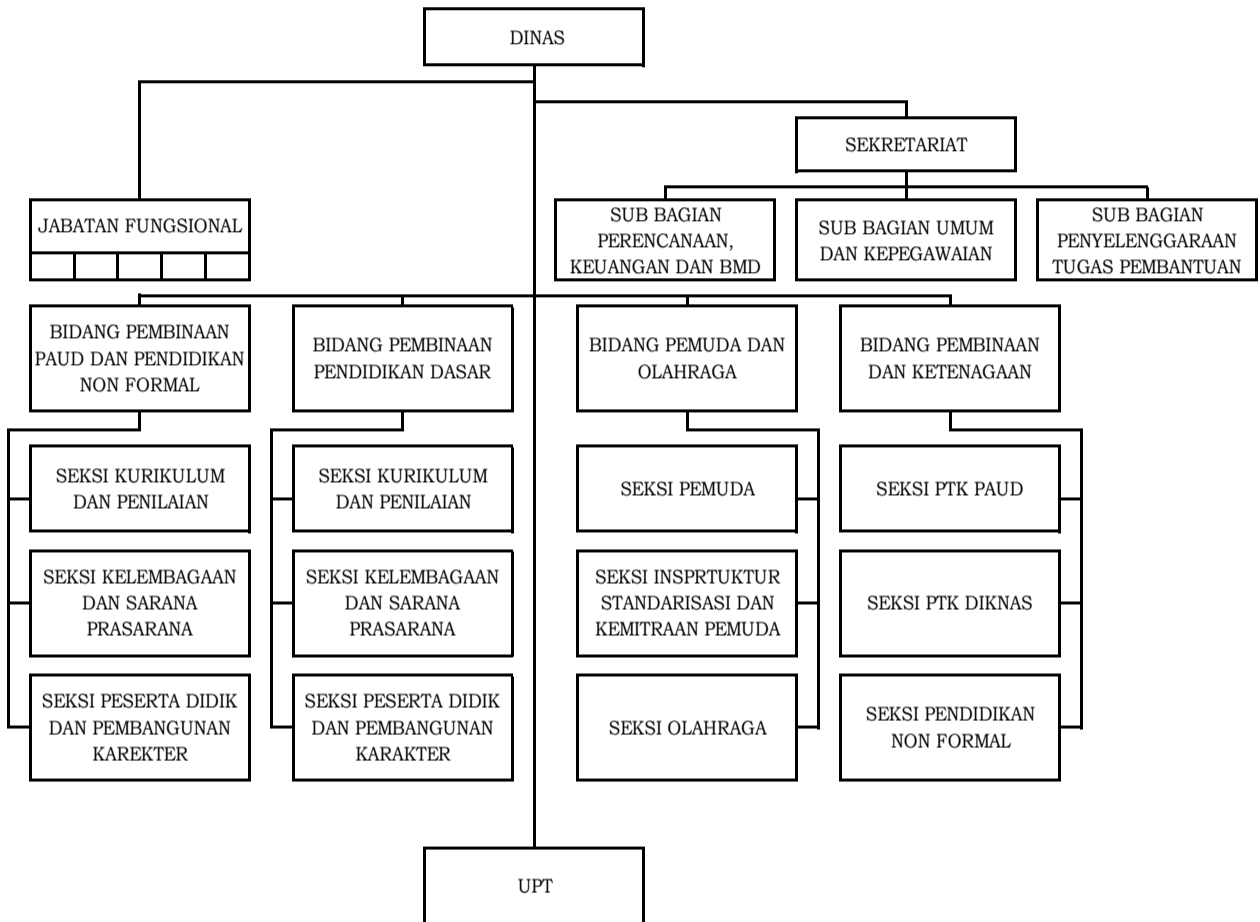 DINAS
SEKRETARIAT
JABATAN FUNGSIONAL
SUB BAGIAN
PERENCANAAN,
KEUANGAN DAN BMD
SUB BAGIAN UMUM
DAN KEPEGAWAIAN
SUB BAGIAN
PENYELENGGARAAN
TUGAS PEMBANTUAN
BIDANG PEMBINAAN
PAUD DAN PENDIDIKAN
NON FORMAL
BIDANG PEMBINAAN
PENDIDIKAN DASAR
BIDANG PEMUDA DAN
OLAHRAGA
BIDANG PEMBINAAN
DAN KETENAGAAN
SEKSI KURIKULUM
DAN PENILAIAN
SEKSI KURIKULUM
DAN PENILAIAN
SEKSI PEMUDA
SEKSI PTK PAUD
SEKSI KELEMBAGAAN
DAN SARANA
PRASARANA
SEKSI KELEMBAGAAN
DAN SARANA
PRASARANA
SEKSI INSPRTUKTUR
STANDARISASI DAN
KEMITRAAN PEMUDA
SEKSI PTK DIKNAS
SEKSI PESERTA DIDIK
DAN PEMBANGUNAN
KAREKTER
SEKSI PESERTA DIDIK
DAN PEMBANGUNAN
KARAKTER
SEKSI OLAHRAGA
SEKSI PENDIDIKAN
NON FORMAL
UPT